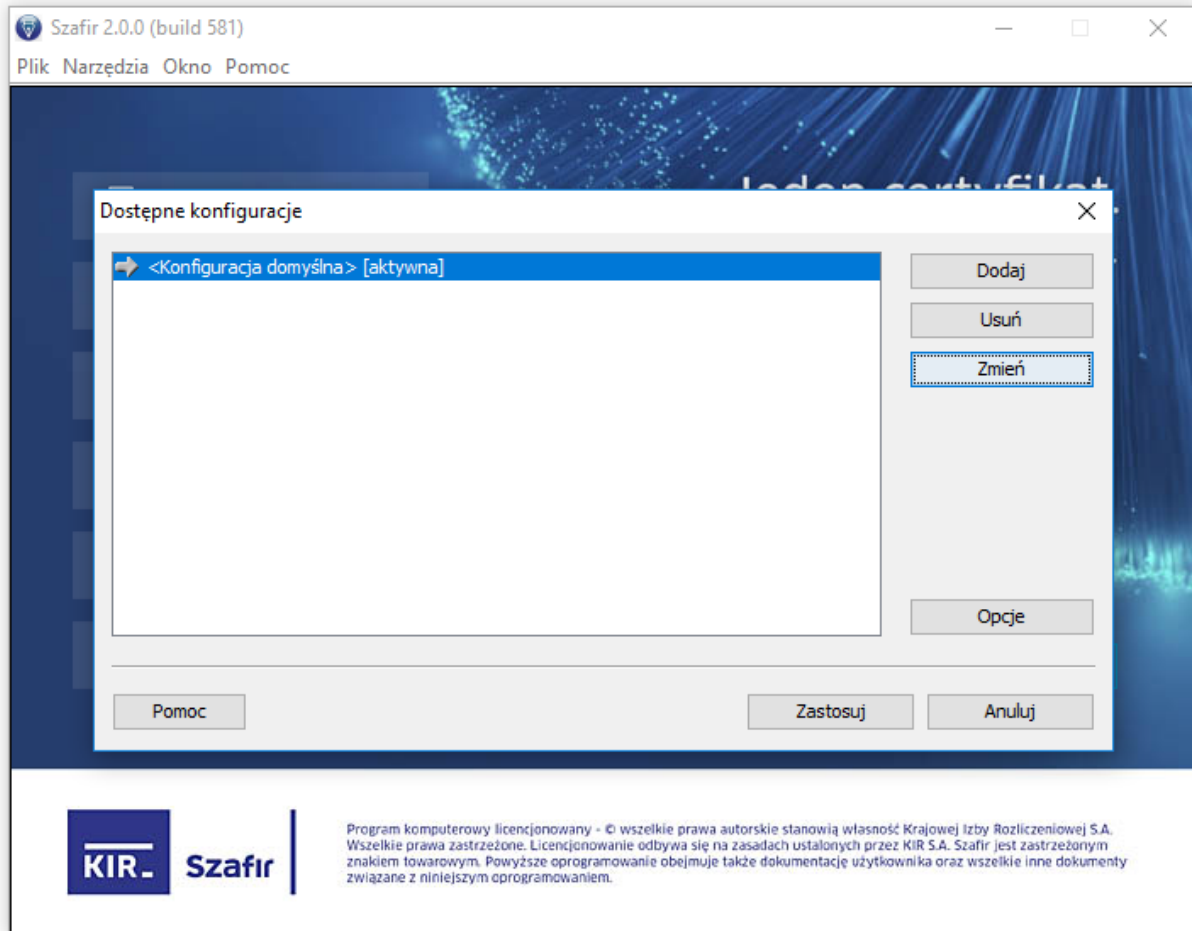 Szafir 2.0.0 (build 581)
Plik Narzędzia Okno Pomoc
Jeden certyfikat.
Dostępne konfiguracje
<Konfiguracja domyślna> [aktywna]
Dodaj
Usuń
Zmień
Opcje
Pomoc
Zastosuj
Anuluj
KIR
Szafir
Program komputerowy licencjonowany - © wszelkie prawa autorskie stanowią własność Krajowej Izby Rozliczeniowej S.A.
Wszelkie prawa zastrzeżone. Licencjonowanie odbywa się na zasadach ustalonych przez KIR S.A. Szafir jest zastrzeżonym
znakiem towarowym. Powyższe oprogramowanie obejmuje także dokumentację użytkownika oraz wszelkie inne dokumenty
związane z niniejszym oprogramowaniem.